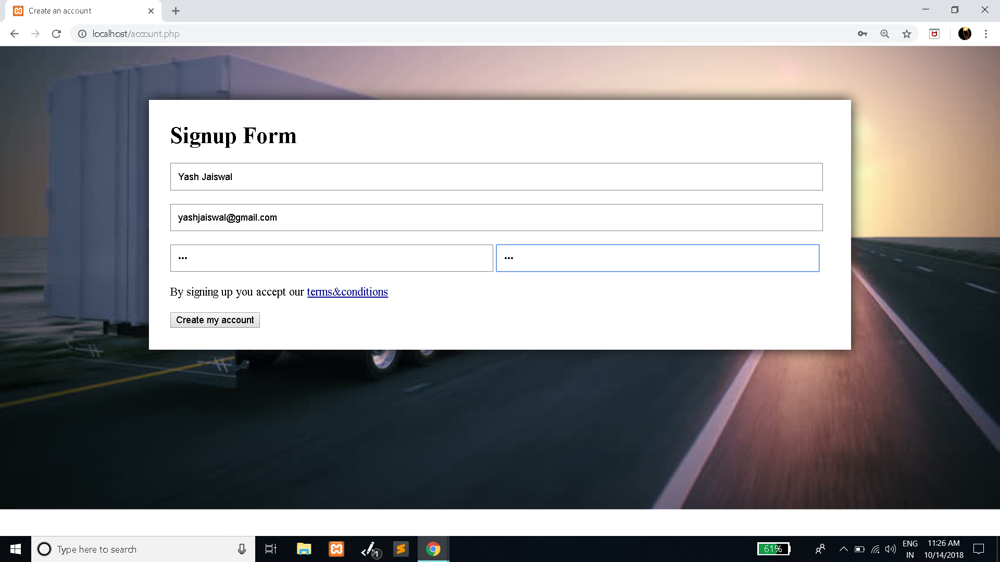 Create an account
localhost/account.php
Signup Form
Yash Jaiswal
yashjaiswal@gmail.com
••• •••
By signing up you accept our terms&conditions
Create my account
Type here to search
1
61%
ENG
IN
11:26 AM
10/14/2018